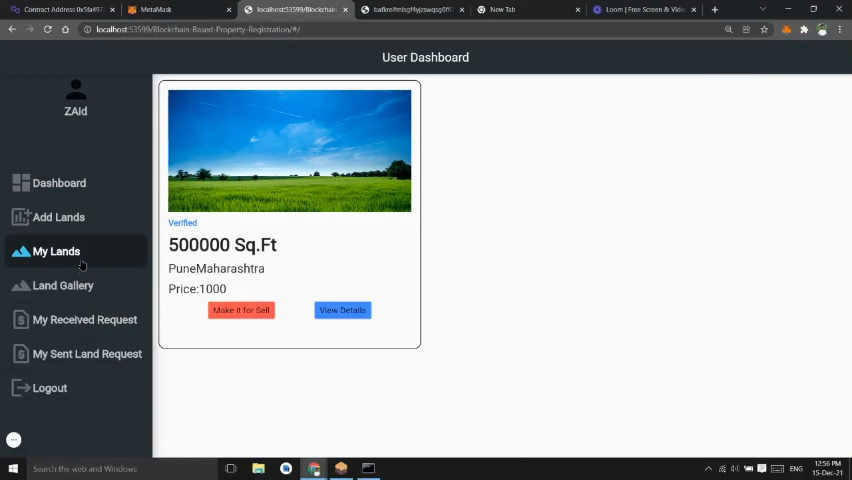 Contract Address 0x5fa497
MetaMask
localhost:53599/Blockchain-
bafkreifmlsgf4yjzswqsg6ff
New Tab
Loom | Free Screen & Video
localhost:53599/Blockchain-Based-Property-Registration/#/
User Dashboard
ZAId
Dashboard
Add Lands
My Lands
Land Gallery
My Received Request
My Sent Land Request
Logout
Verified
500000 Sq.Ft
PuneMaharashtra
Price:1000
Make it for Sell
View Details
Search the web and Windows
ENG
12:56 PM
15-Dec-21